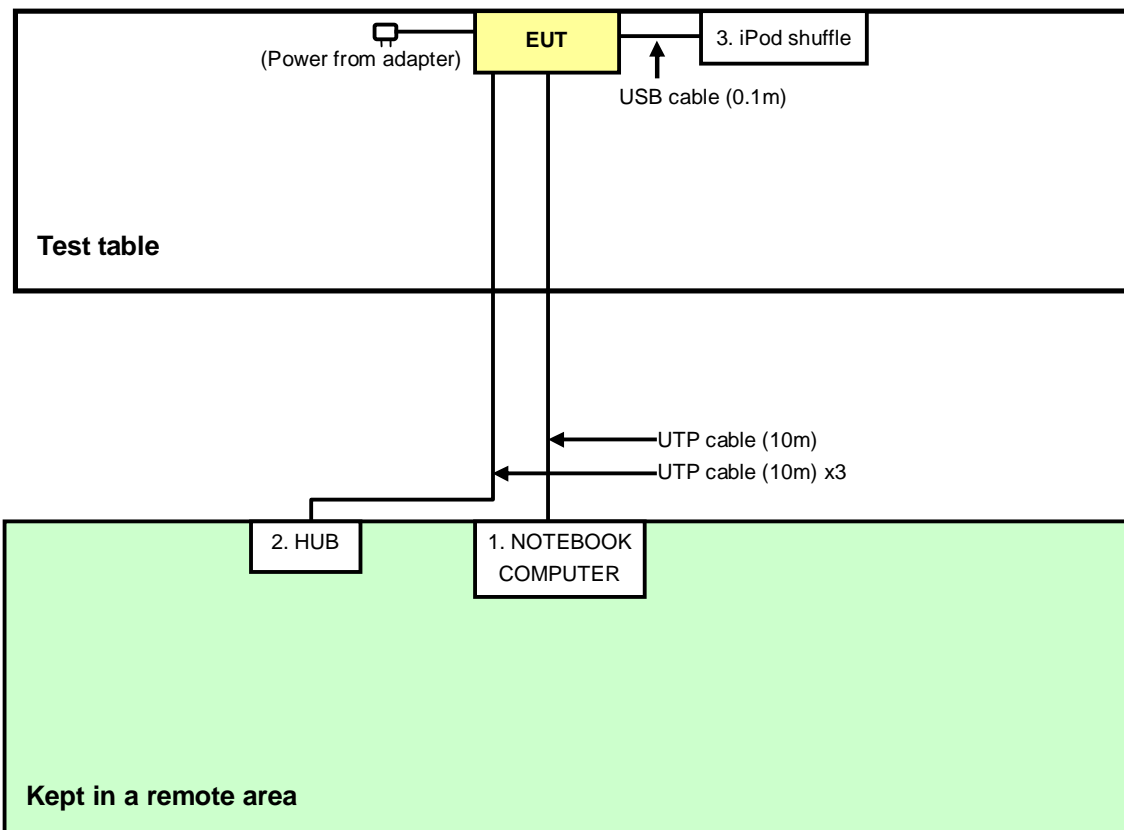 EUT
3. iPod shuffle
(Power from adapter)
USB cable (0.1m)
Test table
UTP cable (10m)
UTP cable (10m) x3
2. HUB
1. NOTEBOOK
COMPUTER
Kept in a remote area